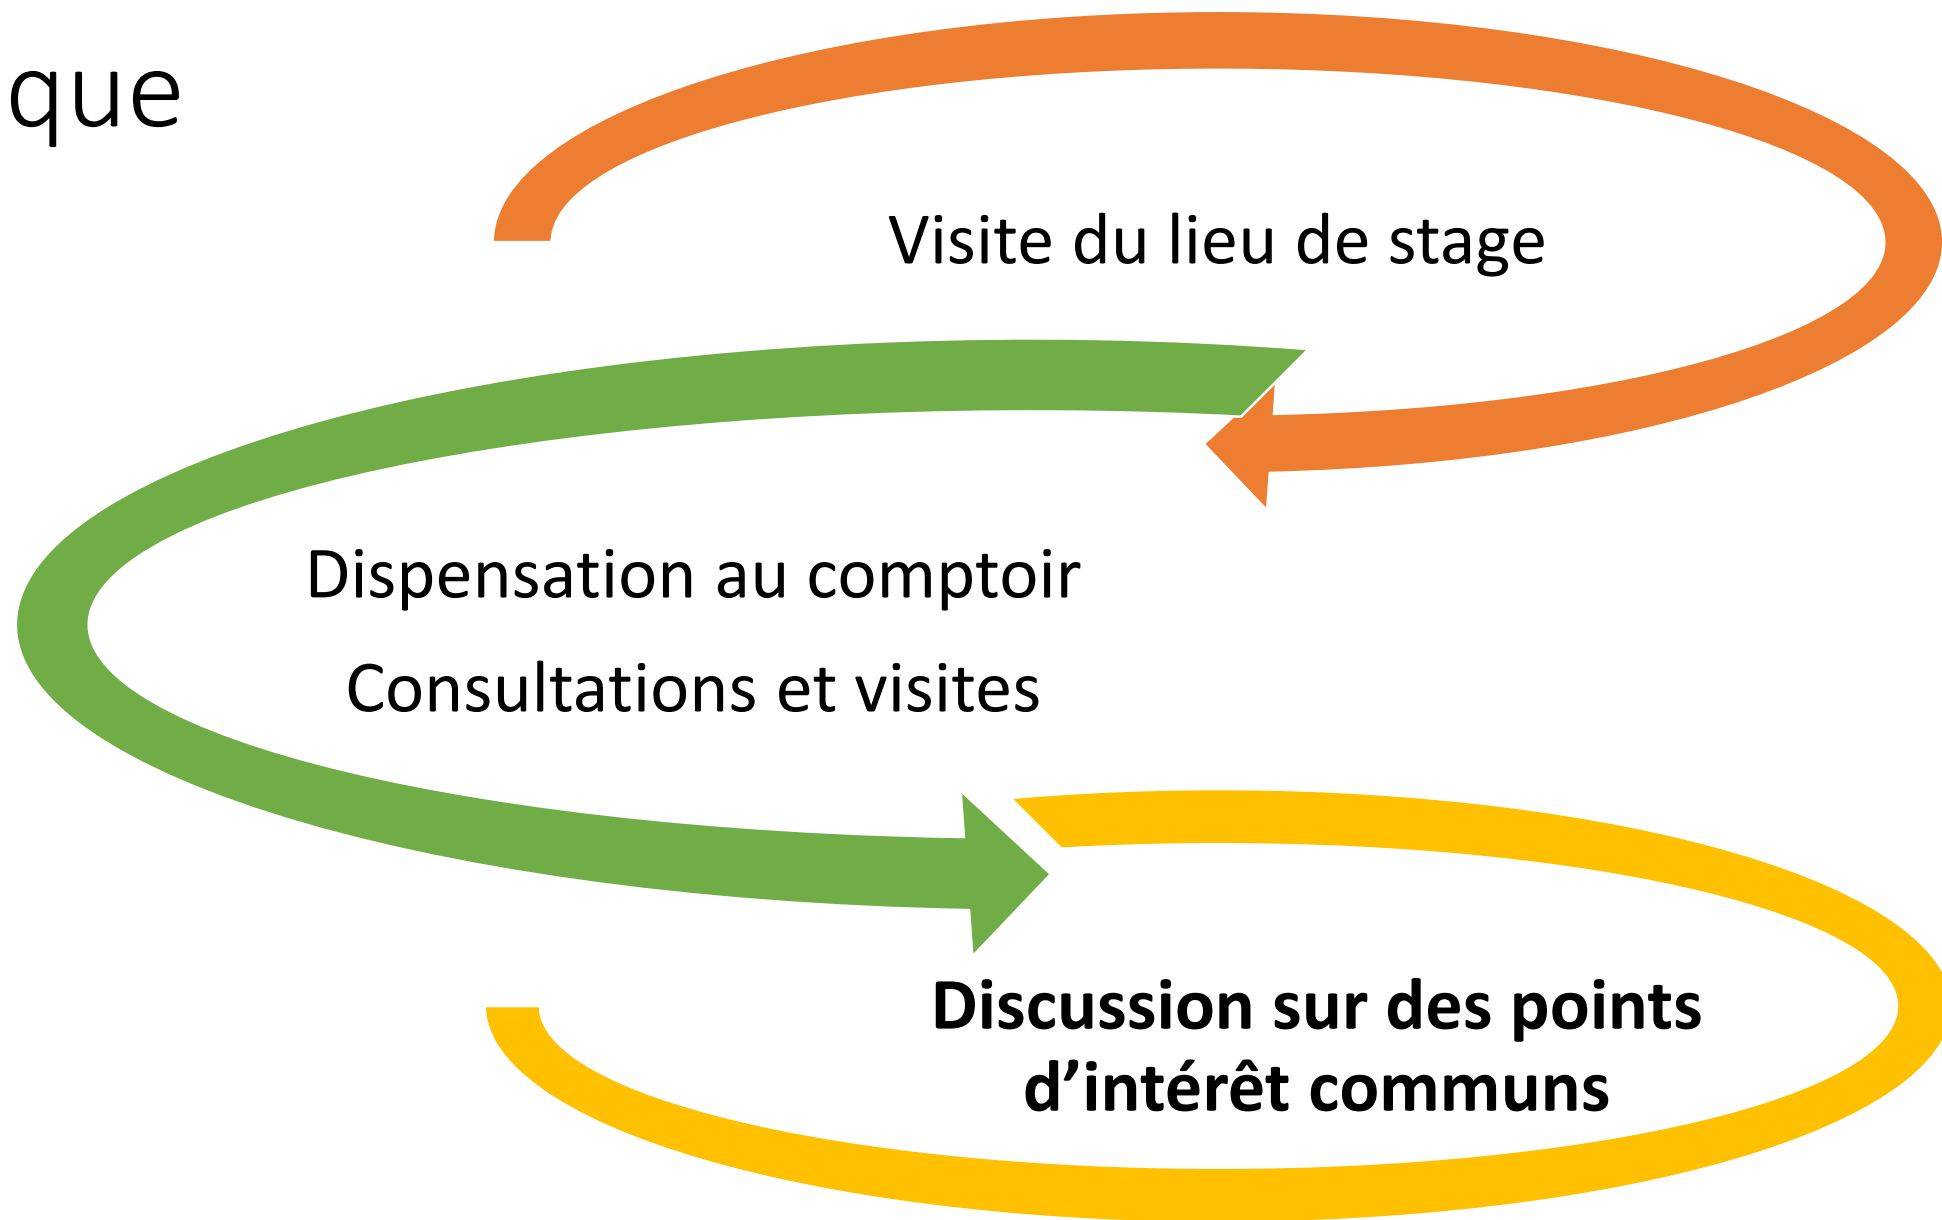 que
Visite du lieu de stage
Dispensation au comptoir
Consultations et visites
Discussion sur des points
d’intérêt communs